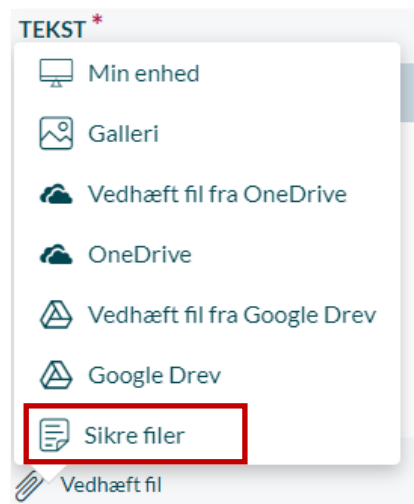 TEKST *
Min enhed
Galleri
Vedhæft fil fra OneDrive
OneDrive
Vedhæft fil fra Google Drev
Google Drev
Sikre filer
Vedhæft fil